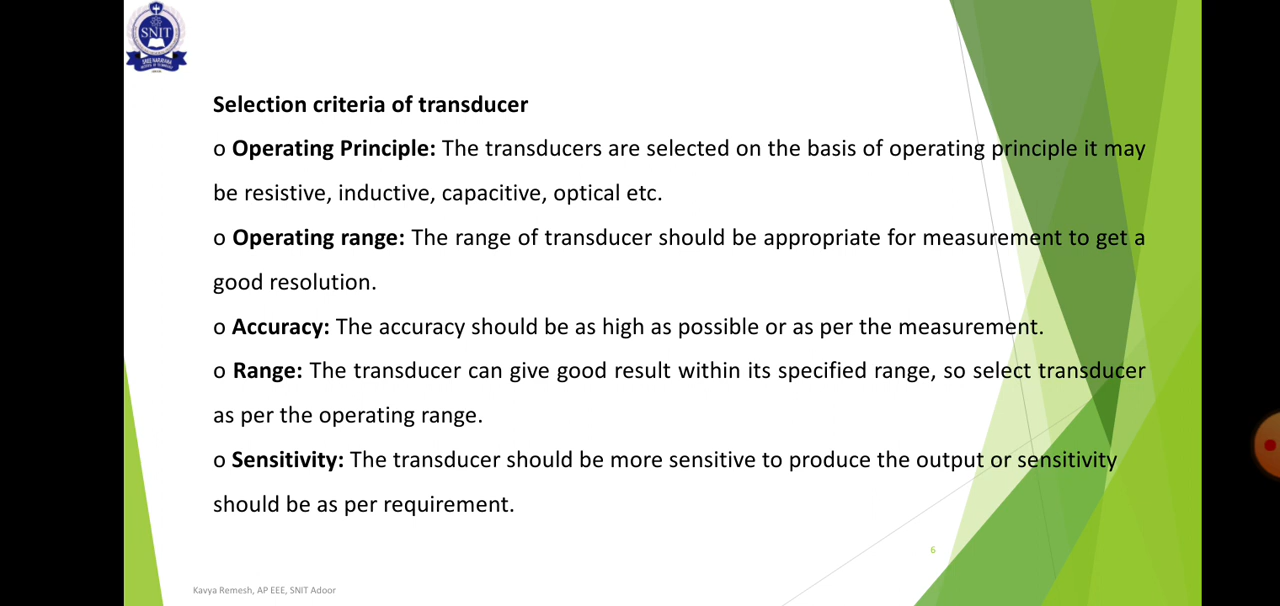 SNIT
Selection criteria of transducer
o Operating Principle: The transducers are selected on the basis of operating principle it may
be resistive, inductive, capacitive, optical etc.
o Operating range: The range of transducer should be appropriate for measurement to get a
good resolution.
o Accuracy: The accuracy should be as high as possible or as per the measurement.
o Range: The transducer can give good result within its specified range, so select transducer
as per the operating range.
o Sensitivity: The transducer should be more sensitive to produce the output or sensitivity
should be as per requirement.
6
Kavya Remesh, AP EEE, SNIT Adoor